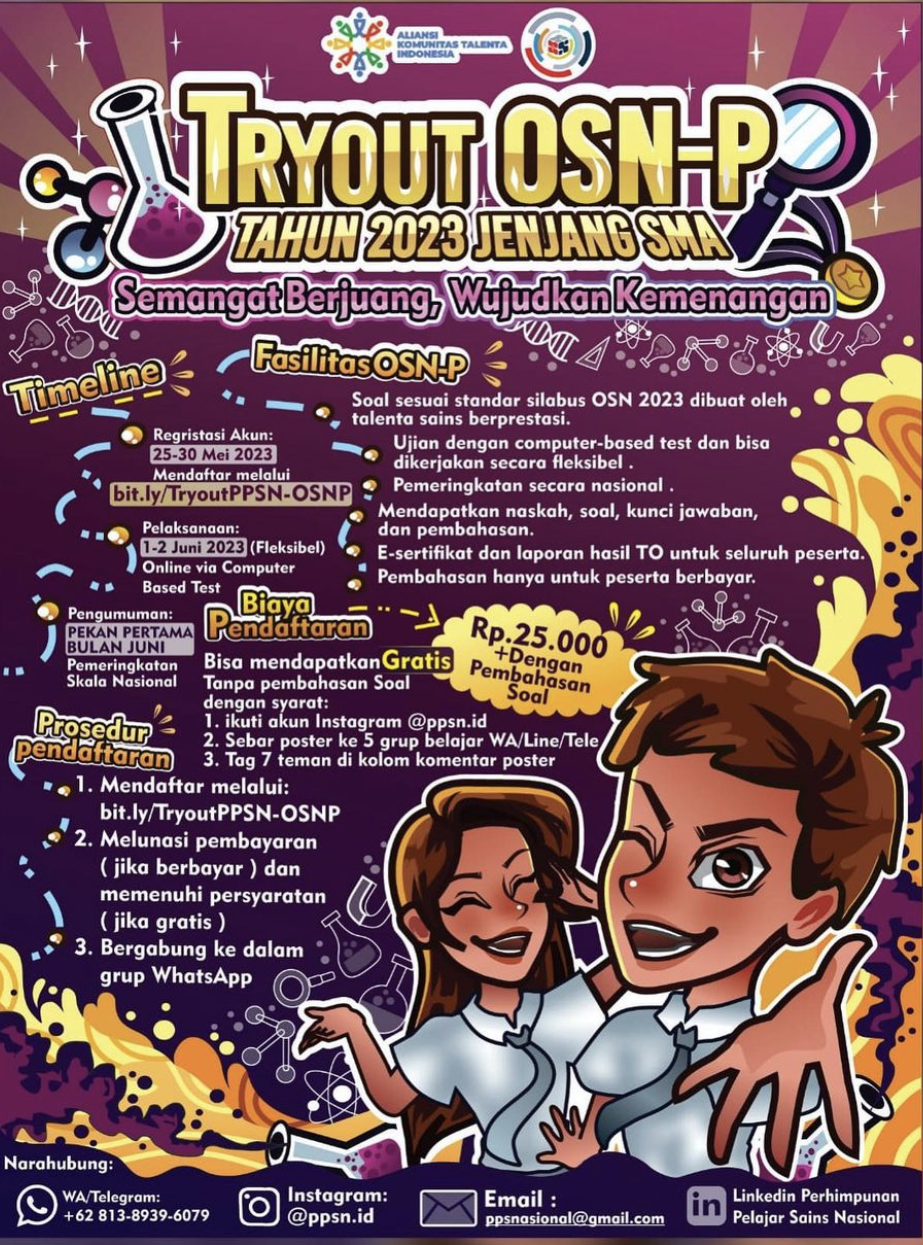 ALIANSI
KOMUNITAS TALENTA
INDONESIA
TRYOUT OSN-P
TAHUN 2023 JENJANG SMA
Semangat Berjuang, Wujudkan Kemenangan
Timeline
Regristasi Akun:
25-30 Mei 2023
Mendaftar melalui
bit.ly/TryoutPPSN-OSNP
Pelaksanaan:
1-2 Juni 2023 (Fleksibel)
Online via Computer
Based Test
Pengumuman:
PEKAN PERTAMA
BULAN JUNI
Pemeringkatan
Skala Nasional
Fasilitas OSN-P
Soal sesuai standar silabus OSN 2023 dibuat oleh
talenta sains berprestasi.
Ujian dengan computer-based test dan bisa
dikerjakan secara fleksibel .
Pemeringkatan secara nasional .
Mendapatkan naskah, soal, kunci jawaban,
dan pembahasan.
E-sertifikat dan laporan hasil TO untuk seluruh peserta.
Pembahasan hanya untuk peserta berbayar.
Biaya
Pendaftaran
Rp.25.000
+Dengan
Pembahasan
Soal
Bisa mendapatkan Gratis
Tanpa pembahasan Soal
dengan syarat:
1. ikuti akun Instagram @ppsn.id
2. Sebar poster ke 5 grup belajar WA/Line/Tele
3. Tag 7 teman di kolom komentar poster
Prosedur
pendaftaran
1. Mendaftar melalui:
bit.ly/TryoutPPSN-OSNP
2. Melunasi pembayaran
( jika berbayar ) dan
memenuhi persyaratan
( jika gratis )
3. Bergabung ke dalam
grup WhatsApp
Narahubung:
WA/Telegram:
+62 813-8939-6079
Instagram:
@ppsn.id
Email :
ppsnasional@gmail.com
in
Linkedin Perhimpunan
Pelajar Sains Nasional